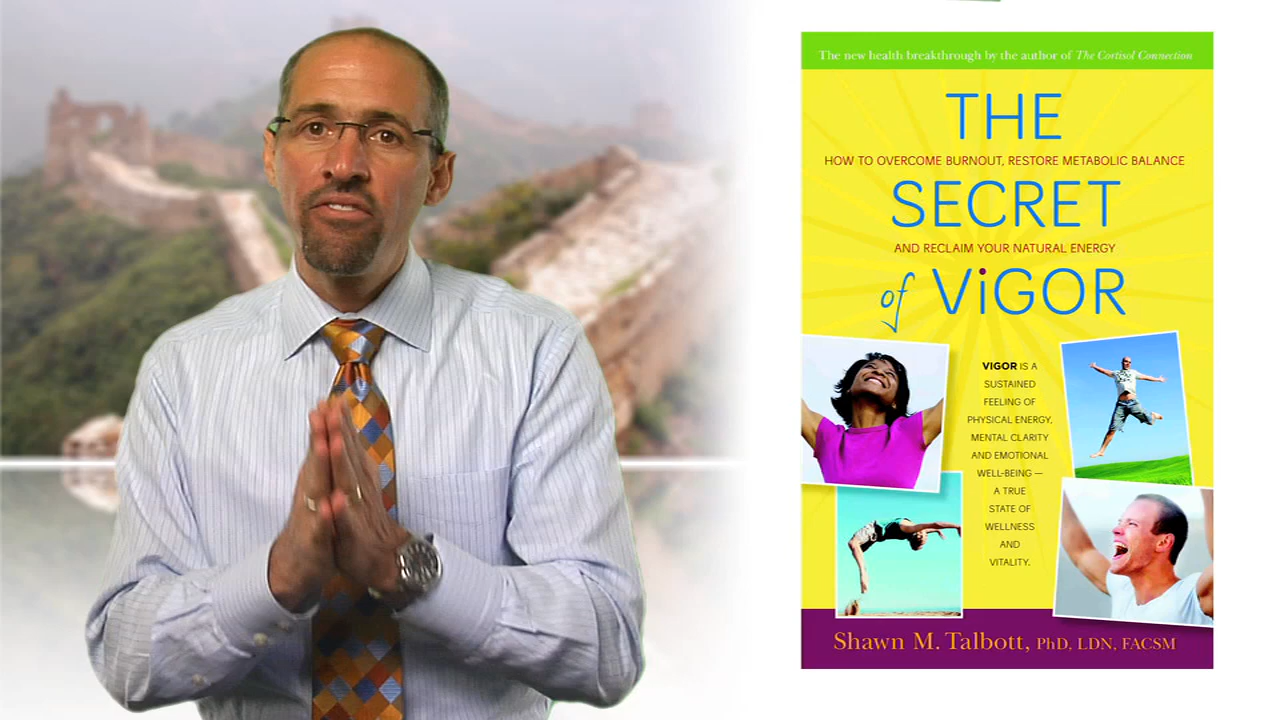 The new health breakthrough by the author of The Cortisol Connection
THE
HOW TO OVERCOME BURNOUT, RESTORE METABOLIC BALANCE
SECRET
AND RECLAIM YOUR NATURAL ENERGY
of ViGOR
VIGOR IS A
SUSTAINED
FEELING OF
PHYSICAL ENERGY,
MENTAL CLARITY
AND EMOTIONAL
WELL-BEING —
A TRUE
STATE OF
WELLNESS
AND
VITALITY.
Shawn M. Talbott, PhD, LDN, FACSM